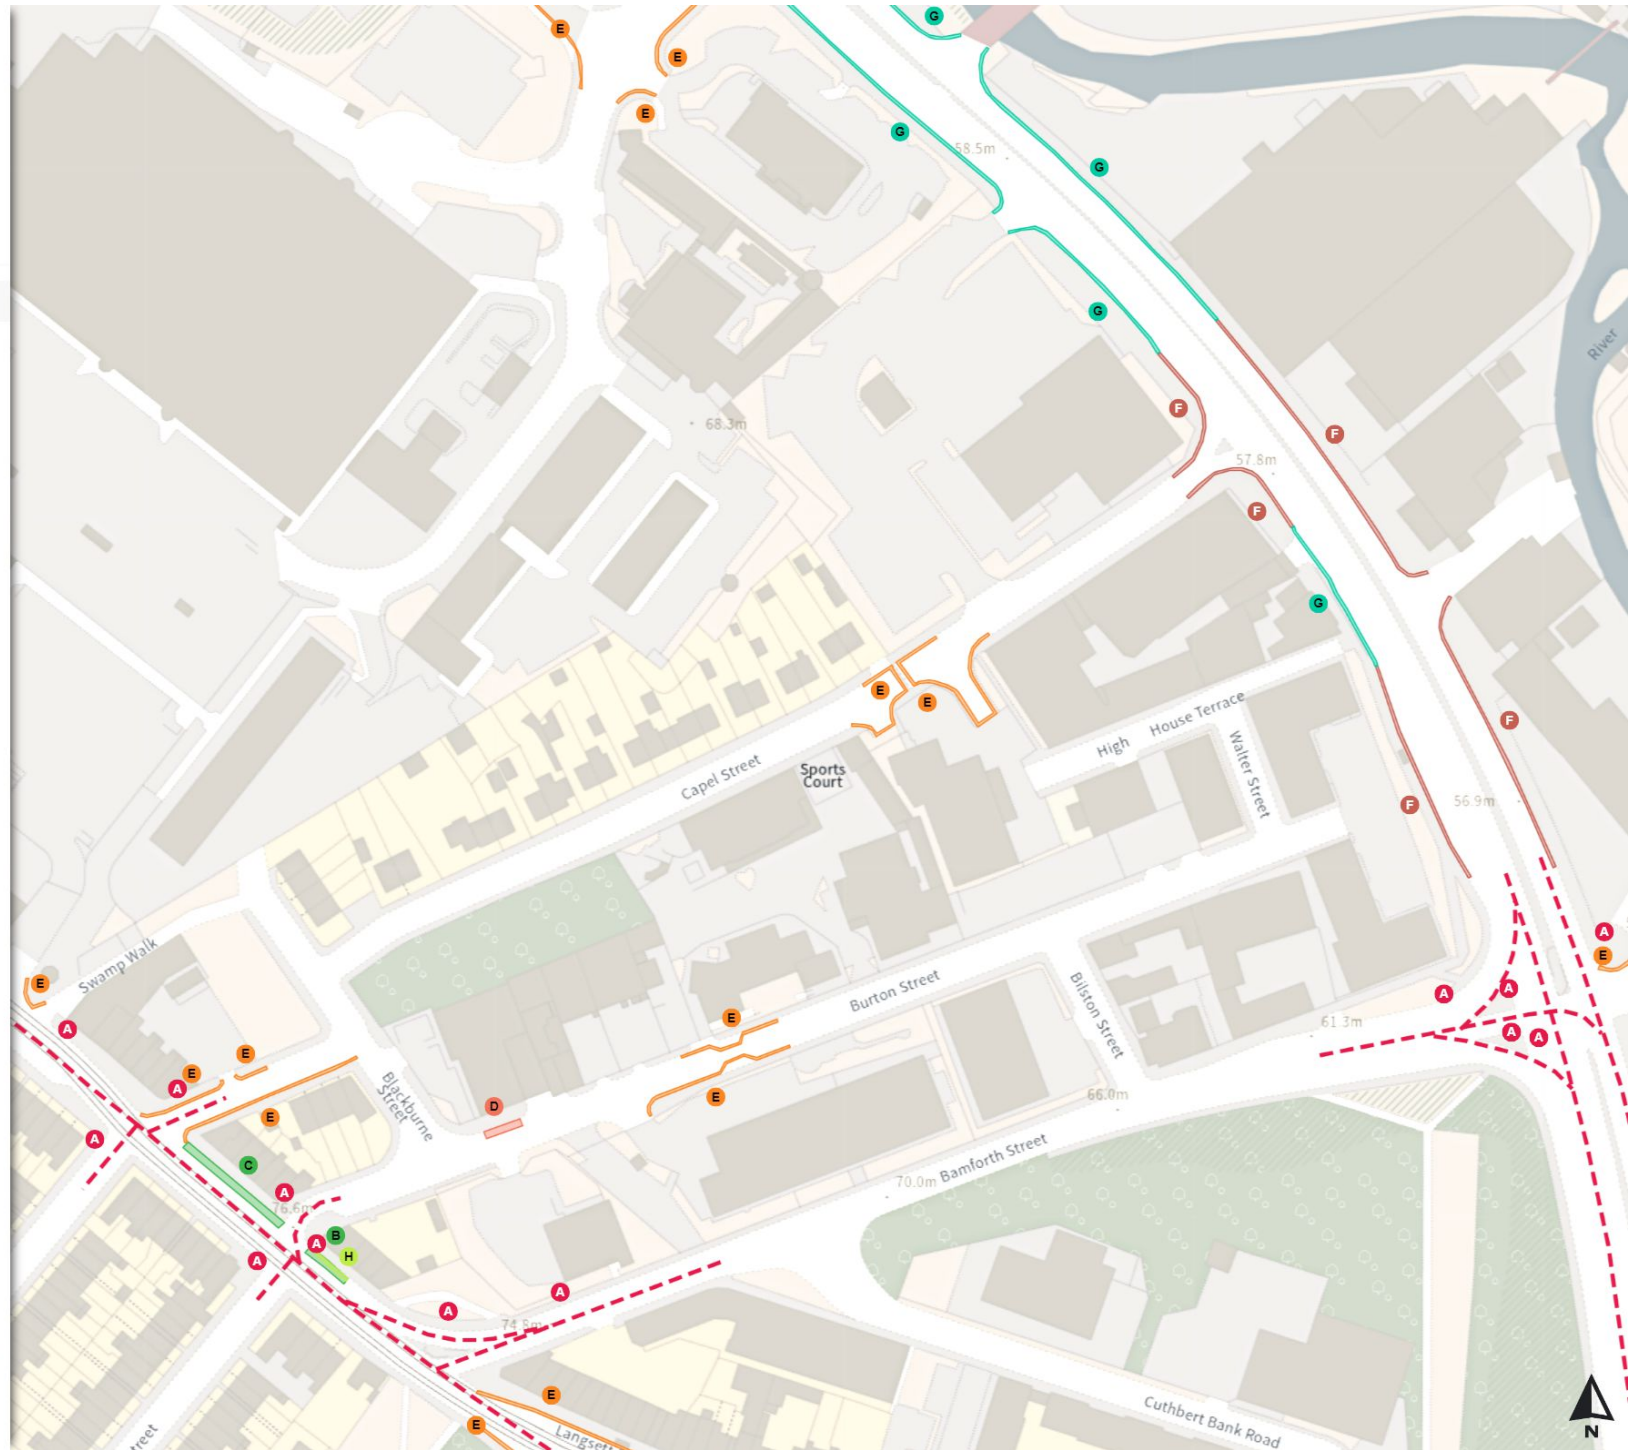 G
E
E
E
G
58.5m
G
G
River
F
68.3m
F
57.8m
F
G
E
E
High House Terrace
F
Walter Street
Capel Street
Sports
Court
56.9m
F
A
E
Swamp Walk
E
A
Burton Street
Bilston Street
A
A
E
61.3m
A
A
E
E
A
Blackburne
Street
66.0m
E
D
E
A
C
Bamforth Street
70.0m
A
76.6m
B
A
H
A
A
A
74.8m
E
Cuthbert Bank Road
E
Langset
reet
N